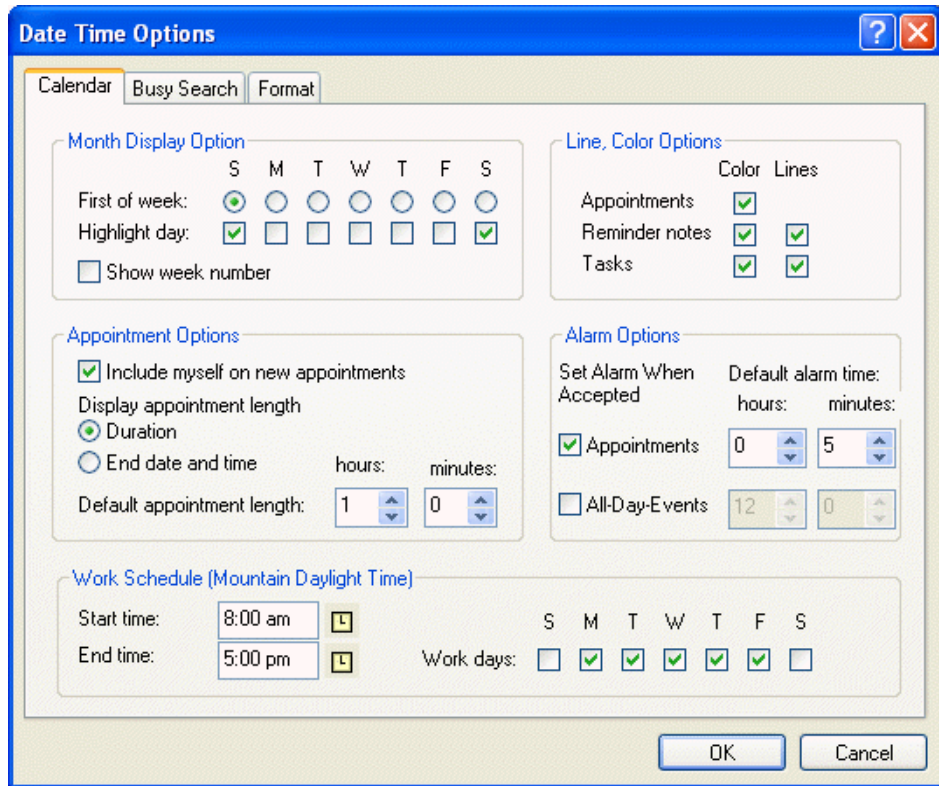 Date Time Options
Calendar Busy Search Format
Month Display Option
S M T W T F S
First of week:
Highlight day:
Show week number
Line, Color Options
Color Lines
Appointments
Reminder notes
Tasks
Appointment Options
Include myself on new appointments
Display appointment length
Duration
End date and time
hours: minutes:
Default appointment length: 1 0
Alarm Options
Set Alarm When
Accepted
Default alarm time:
hours: minutes:
Appointments 0 5
All-Day-Events 12 0
Work Schedule (Mountain Daylight Time)
Start time: 8:00 am
End time: 5:00 pm
S M T W T F S
Work days:
OK Cancel